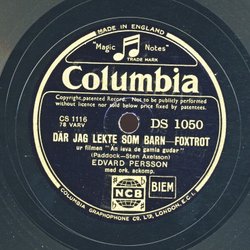 MADE IN ENGLAND
"Magic Notes"
TRADE MARK
Columbia
Copyright, patented Record. Not to be publicly performed
without licence nor sold below price fixed by patentees.
CS 1116
78 VARV
DS 1050
DÄR JAG LEKTE SOM BARN—FOXTROT
ur filmen "Än leva de gamla gudar"
(Paddock—Sten Axelsson)
EDVARD PERSSON
med ork. ackomp.
NCB
BIEM
COLUMBIA GRAPHOPHONE CO. LTD. LONDON, E.C.1.